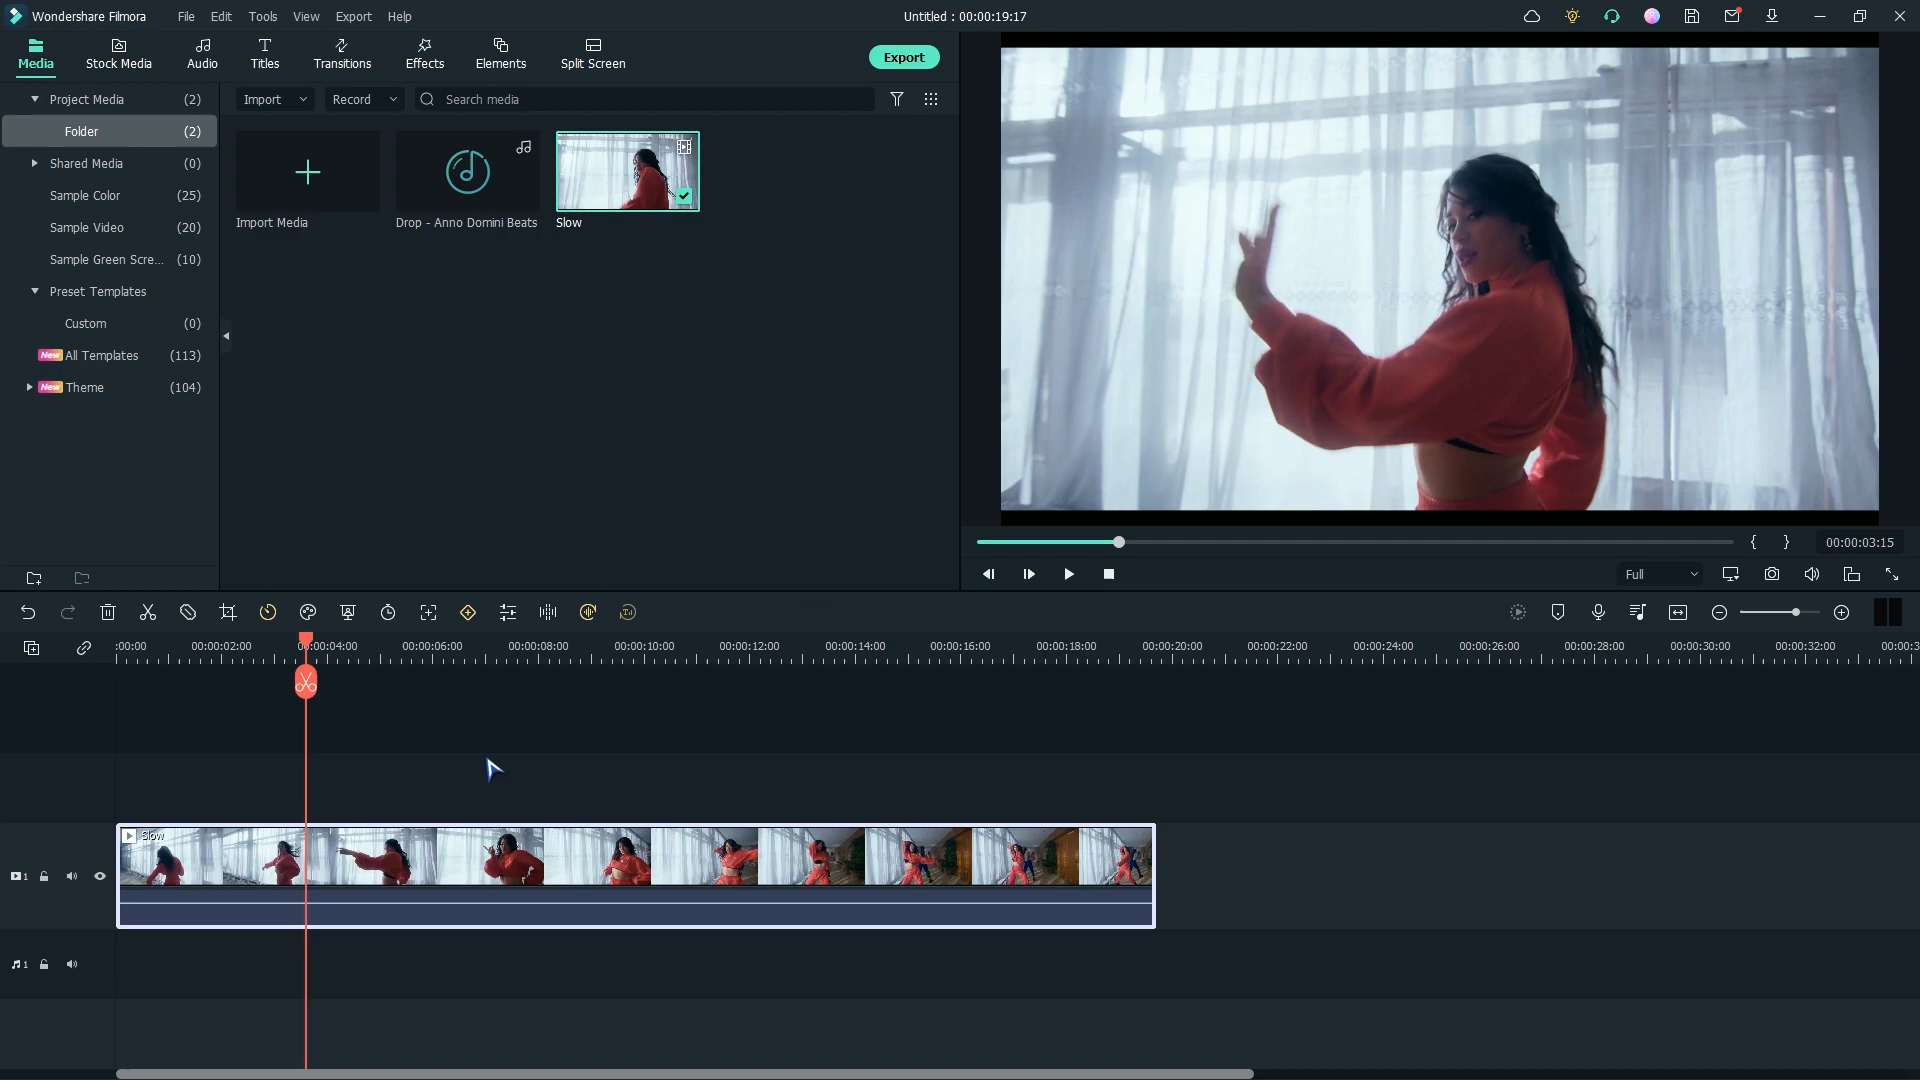 Wondershare Filmora File Edit Tools View Export Help Untitled : 00:00:19:17
Media Stock Media Audio Titles Transitions Effects Elements Split Screen Export
Project Media (2)
Folder (2)
Shared Media (0)
Sample Color (25)
Sample Video (20)
Sample Green Scre... (10)
Preset Templates
Custom (0)
New All Templates (113)
New Theme (104)
Import Record Search media
Import Media Drop - Anno Domini Beats Slow
{ } 00:00:03:15
Full
:00:00 00:00:02:00 00:00:04:00 00:00:06:00 00:00:08:00 00:00:10:00 00:00:12:00 00:00:14:00 00:00:16:00 00:00:18:00 00:00:20:00 00:00:22:00 00:00:24:00 00:00:26:00 00:00:28:00 00:00:30:00 00:00:32:00 00:00:3
Slow
1
1